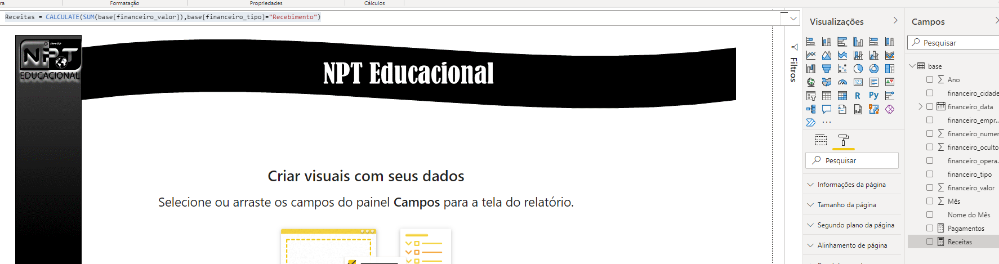 Formatação
Propriedades
Cálculos
Receitas = CALCULATE(SUM(base[financeiro_valor]),base[financeiro_tipo]="Recebimento")
15 anos
NPT
EDUCACIONAL
NPT Educacional
Criar visuais com seus dados
Selecione ou arraste os campos do painel Campos para a tela do relatório.
Filtros
Visualizações
123
R
Py
Pesquisar
Informações da página
Tamanho da página
Segundo plano da página
Alinhamento de página
Campos
Pesquisar
base
Ano
financeiro_cidade
financeiro_data
financeiro_empr...
financeiro_numer
financeiro_oculto
financeiro_opera...
financeiro_tipo
financeiro_valor
Mês
Nome do Mês
Pagamentos
Receitas